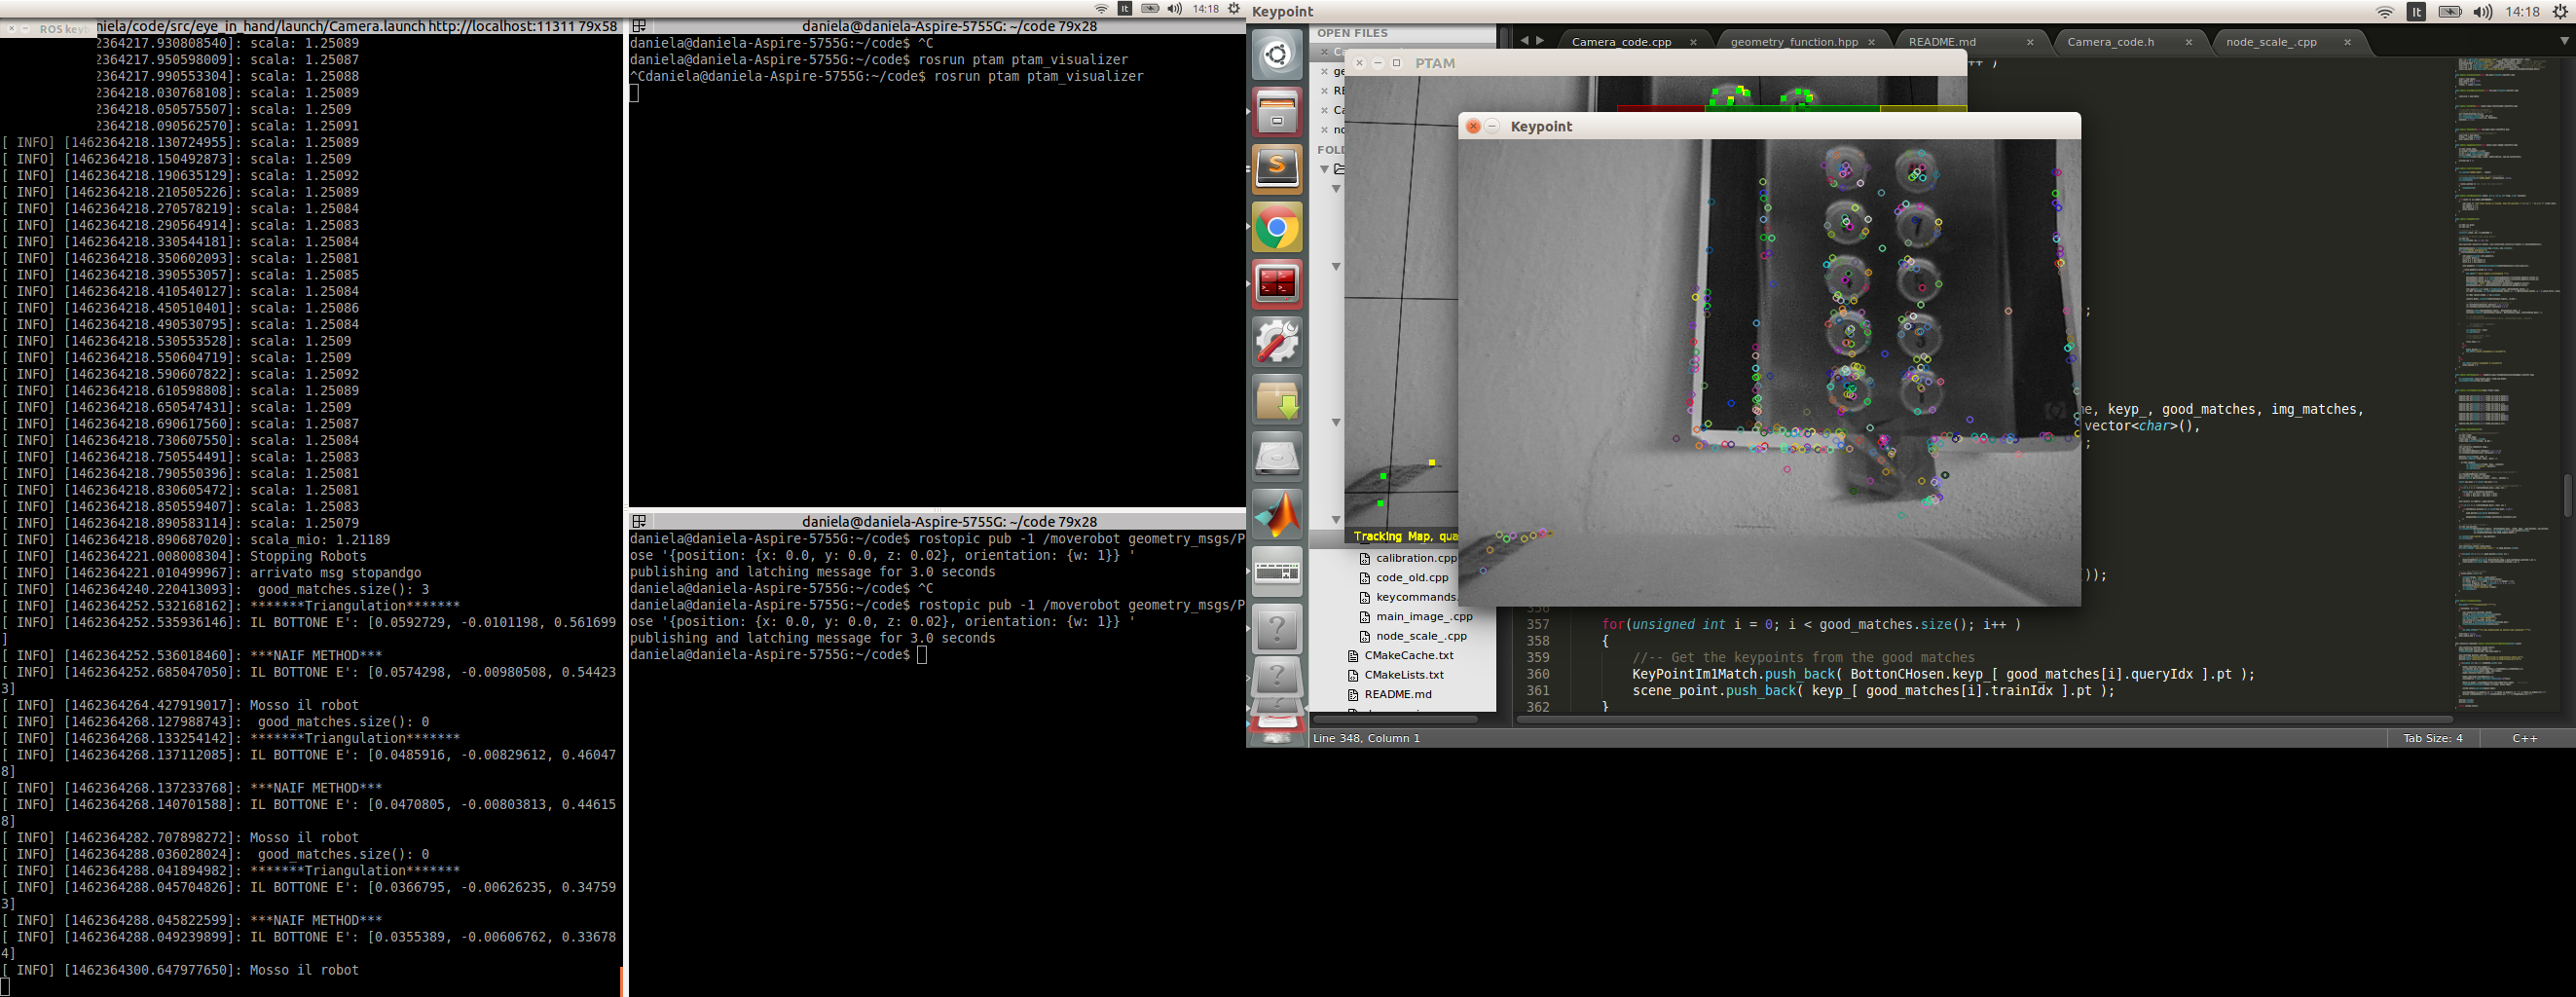 niela/code/src/eye_in_hand/launch/Camera.launch http://localhost:11311 79x58
2364217.930808540]: scala: 1.25089
2364217.950598009]: scala: 1.25087
2364217.990553304]: scala: 1.25088
2364218.030768108]: scala: 1.25089
2364218.050575507]: scala: 1.2509
2364218.090562570]: scala: 1.25091
[ INFO] [1462364218.130724955]: scala: 1.25089
[ INFO] [1462364218.150492873]: scala: 1.2509
[ INFO] [1462364218.190635129]: scala: 1.25092
[ INFO] [1462364218.210505226]: scala: 1.25089
[ INFO] [1462364218.270578219]: scala: 1.25084
[ INFO] [1462364218.290564914]: scala: 1.25083
[ INFO] [1462364218.330544181]: scala: 1.25084
[ INFO] [1462364218.350602093]: scala: 1.25081
[ INFO] [1462364218.390553057]: scala: 1.25085
[ INFO] [1462364218.410540127]: scala: 1.25084
[ INFO] [1462364218.450510401]: scala: 1.25086
[ INFO] [1462364218.490530795]: scala: 1.25084
[ INFO] [1462364218.530553528]: scala: 1.2509
[ INFO] [1462364218.550604719]: scala: 1.2509
[ INFO] [1462364218.590607822]: scala: 1.25092
[ INFO] [1462364218.610598808]: scala: 1.25089
[ INFO] [1462364218.650547431]: scala: 1.2509
[ INFO] [1462364218.690617560]: scala: 1.25087
[ INFO] [1462364218.730607550]: scala: 1.25084
[ INFO] [1462364218.750554491]: scala: 1.25083
[ INFO] [1462364218.790550396]: scala: 1.25081
[ INFO] [1462364218.830605472]: scala: 1.25081
[ INFO] [1462364218.850559407]: scala: 1.25083
[ INFO] [1462364218.890583114]: scala: 1.25079
[ INFO] [1462364218.890687020]: scala_mio: 1.21189
[ INFO] [1462364221.008008304]: Stopping Robots
[ INFO] [1462364221.010499967]: arrivato msg stopandgo
[ INFO] [1462364240.220413093]:  good_matches.size(): 3
[ INFO] [1462364252.532168162]: *******Triangulation*******
[ INFO] [1462364252.535936146]: IL BOTTONE E': [0.0592729, -0.0101198, 0.561699
]
[ INFO] [1462364252.536018460]: ***NAIF METHOD***
[ INFO] [1462364252.685047050]: IL BOTTONE E': [0.0574298, -0.00980508, 0.54423
3]
[ INFO] [1462364264.427919017]: Mosso il robot
[ INFO] [1462364268.127988743]:  good_matches.size(): 0
[ INFO] [1462364268.133254142]: *******Triangulation*******
[ INFO] [1462364268.137112085]: IL BOTTONE E': [0.0485916, -0.00829612, 0.46047
8]
[ INFO] [1462364268.137233768]: ***NAIF METHOD***
[ INFO] [1462364268.140701588]: IL BOTTONE E': [0.0470805, -0.00803813, 0.44615
8]
[ INFO] [1462364282.707898272]: Mosso il robot
[ INFO] [1462364288.036028024]:  good_matches.size(): 0
[ INFO] [1462364288.041894982]: *******Triangulation*******
[ INFO] [1462364288.045704826]: IL BOTTONE E': [0.0366795, -0.00626235, 0.34759
3]
[ INFO] [1462364288.045822599]: ***NAIF METHOD***
[ INFO] [1462364288.049239899]: IL BOTTONE E': [0.0355389, -0.00606762, 0.33678
4]
[ INFO] [1462364300.647977650]: Mosso il robot
It 14:18
daniela@daniela-Aspire-5755G: ~/code 79x28
daniela@daniela-Aspire-5755G:~/code$ ^C
daniela@daniela-Aspire-5755G:~/code$ rosrun ptam ptam_visualizer
^Cdaniela@daniela-Aspire-5755G:~/code$ rosrun ptam ptam_visualizer
daniela@daniela-Aspire-5755G: ~/code 79x28
daniela@daniela-Aspire-5755G:~/code$ rostopic pub -1 /moverobot geometry_msgs/P
ose '{position: {x: 0.0, y: 0.0, z: 0.02}, orientation: {w: 1}} '
publishing and latching message for 3.0 seconds
daniela@daniela-Aspire-5755G:~/code$ ^C
daniela@daniela-Aspire-5755G:~/code$ rostopic pub -1 /moverobot geometry_msgs/P
ose '{position: {x: 0.0, y: 0.0, z: 0.02}, orientation: {w: 1}} '
publishing and latching message for 3.0 seconds
daniela@daniela-Aspire-5755G:~/code$
Keypoint
It 14:18
OPEN FILES
Camera_code.cpp
geometry_function.hpp
README.md
Camera_code.h
node_scale_.cpp
PTAM
Keypoint
Tracking Map, qua
calibration.cpp
code_old.cpp
keycommands.
main_image_.cpp
node_scale_.cpp
CMakeCache.txt
CMakeLists.txt
README.md
ne, keyp_, good_matches, img_matches,
vector<char>(),
;
));
356
357 for(unsigned int i = 0; i < good_matches.size(); i++ )
358 {
359 //-- Get the keypoints from the good matches
360 KeyPointIm1Match.push_back( BottonCHosen.keyp_[ good_matches[i].queryIdx ].pt );
361 scene_point.push_back( keyp_[ good_matches[i].trainIdx ].pt );
362 }
Line 348, Column 1
Tab Size: 4
C++